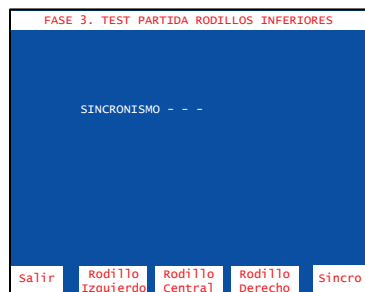 FASE 3. TEST PARTIDA RODILLOS INFERIORES
SINCRONISMO - - -
Salir
Rodillo Izquierdo
Rodillo Central
Rodillo Derecho
Sincro